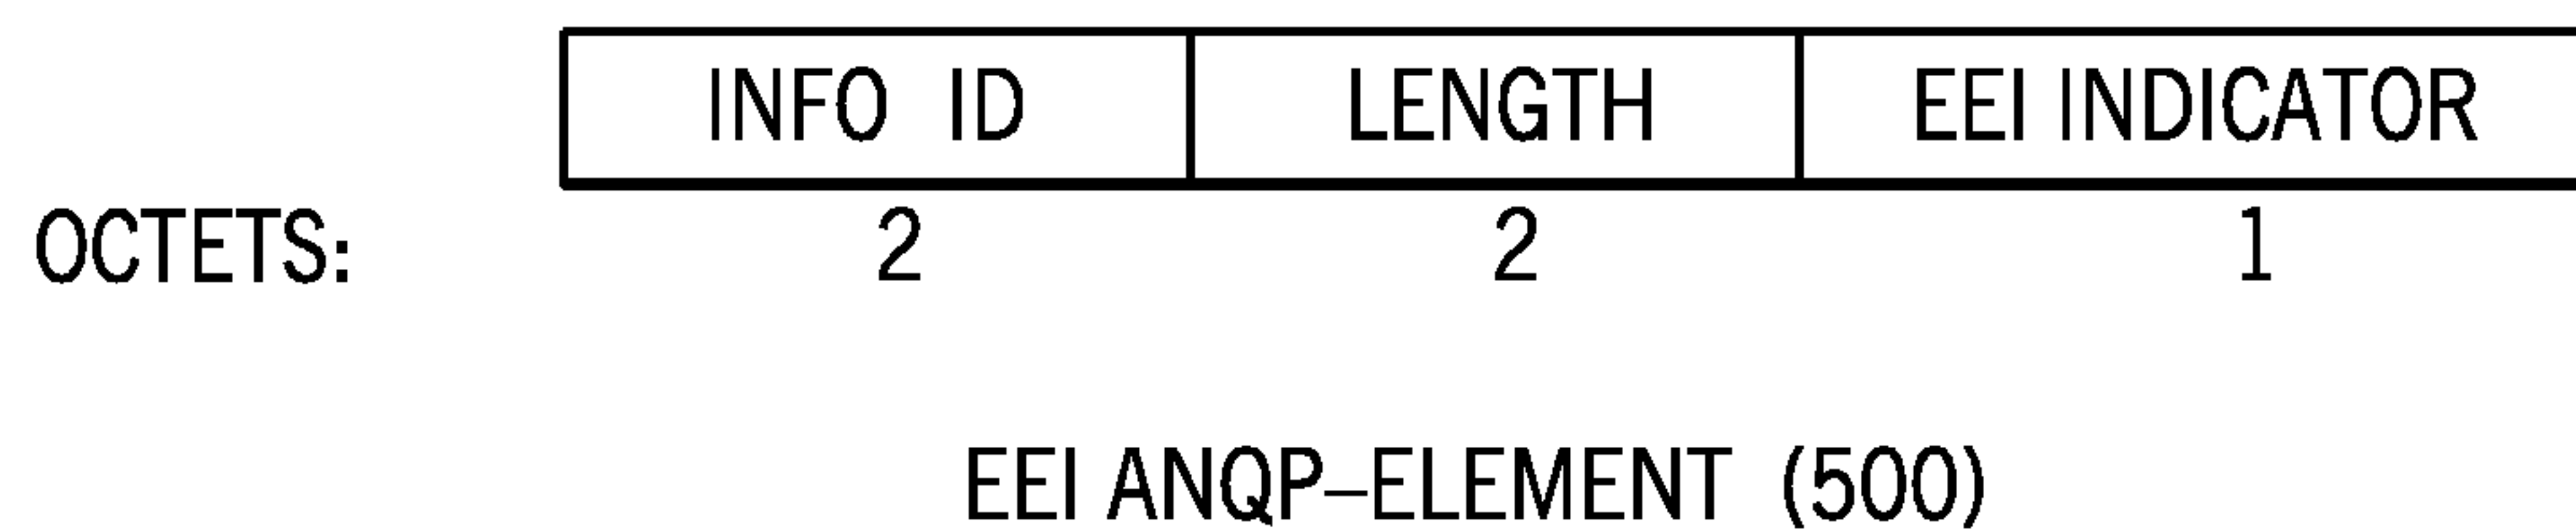 INFO ID LENGTH EEI INDICATOR
OCTETS: 2 2 1
EEI ANQP–ELEMENT (500)